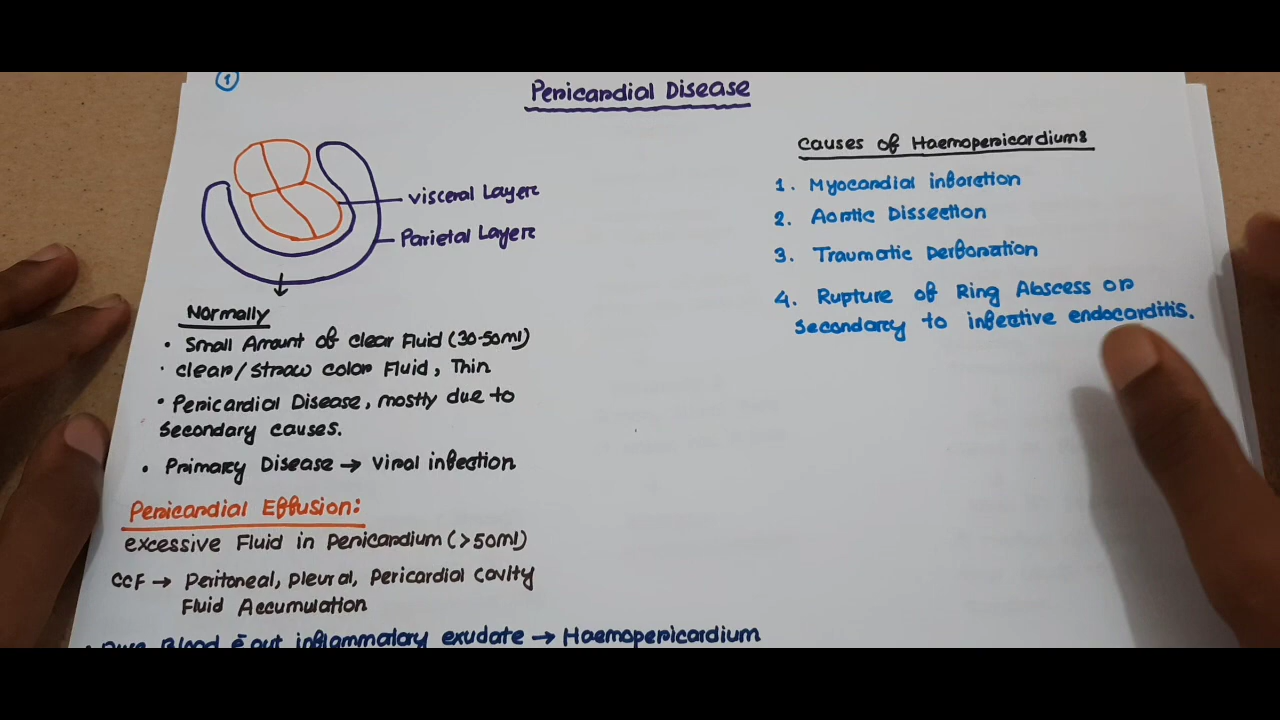 1
Pericardial Disease
visceral Layer
Parietal Layer
Normally
• Small Amount of clear Fluid (30-50ml)
• clear/straw color Fluid, Thin
• Pericardial Disease, mostly due to
secondary causes.
• Primary Disease → Viral infection
Pericardial Effusion:
excessive Fluid in Pericardium (>50ml)
CCF → Peritoneal, Pleural, Pericardial cavity
Fluid Accumulation
• Pure Blood c̄out inflammatory exudate → Haemopericardium
causes of Haemopericardium:
1. Myocardial infarction
2. Aortic Dissection
3. Traumatic perforation
4. Rupture of Ring Abscess or
secondary to infective endocarditis.